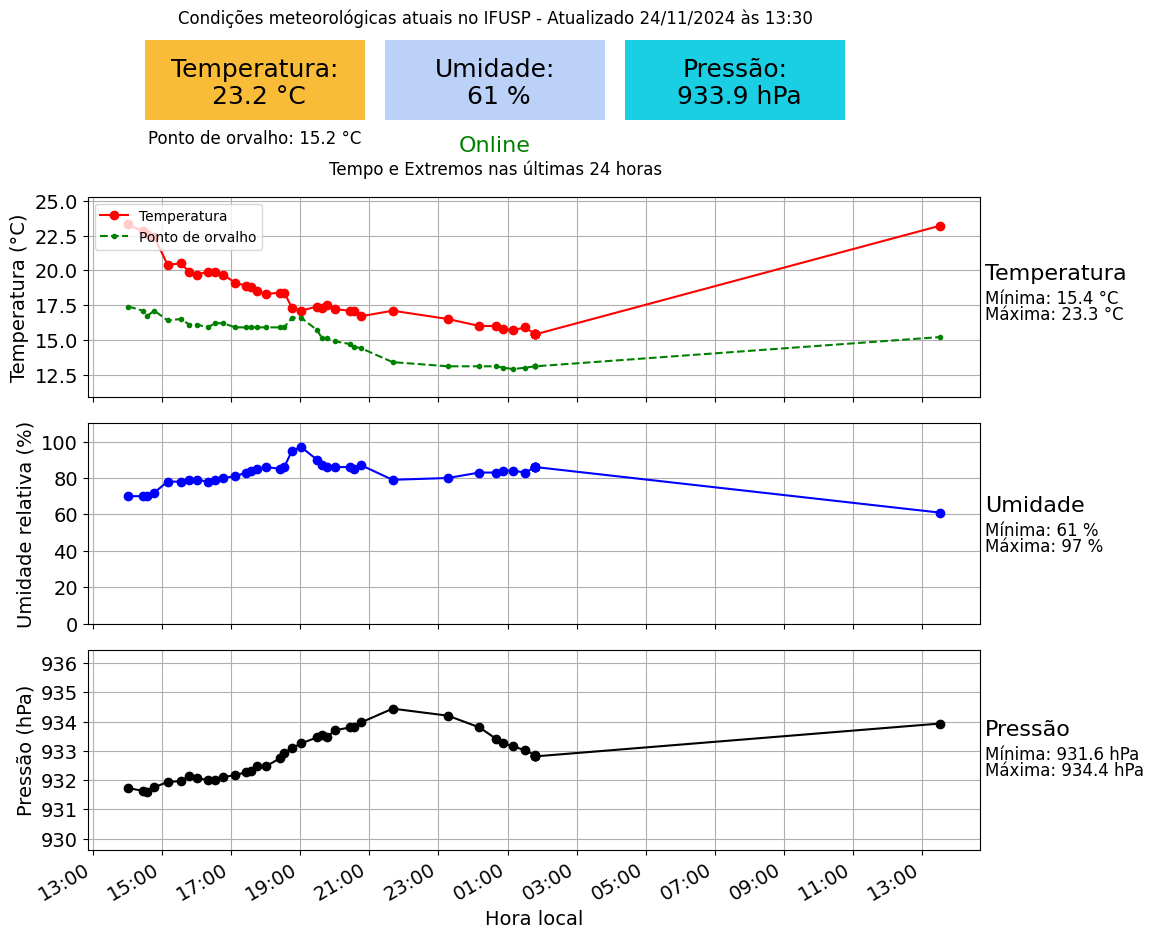 Condições meteorológicas atuais no IFUSP - Atualizado 24/11/2024 às 13:30
Temperatura:
23.2 °C
Umidade:
61 %
Pressão:
933.9 hPa
Ponto de orvalho: 15.2 °C
Online
Tempo e Extremos nas últimas 24 horas
Temperatura (°C)
25.0
22.5
20.0
17.5
15.0
12.5
Temperatura
Ponto de orvalho
Temperatura
Mínima: 15.4 °C
Máxima: 23.3 °C
Umidade relativa (%)
100
80
60
40
20
0
Umidade
Mínima: 61 %
Máxima: 97 %
Pressão (hPa)
936
935
934
933
932
931
930
Pressão
Mínima: 931.6 hPa
Máxima: 934.4 hPa
13:00 15:00 17:00 19:00 21:00 23:00 01:00 03:00 05:00 07:00 09:00 11:00 13:00
Hora local